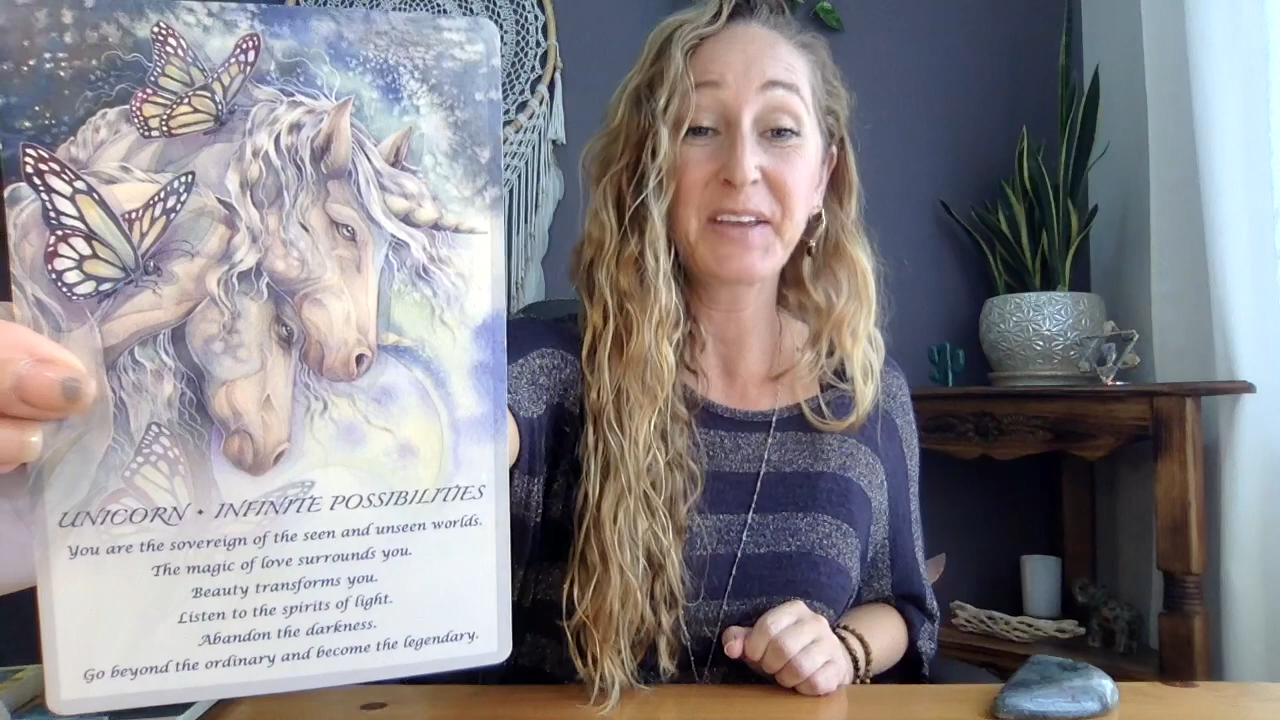 UNICORN • INFINITE POSSIBILITIES
You are the sovereign of the seen and unseen worlds.
The magic of love surrounds you.
Beauty transforms you.
Listen to the spirits of light.
Abandon the darkness.
Go beyond the ordinary and become the legendary.